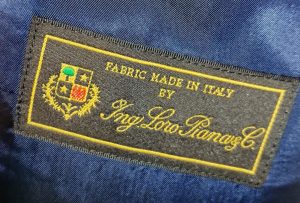 FABRIC MADE IN ITALY
BY
Ing. Loro Piana & C.